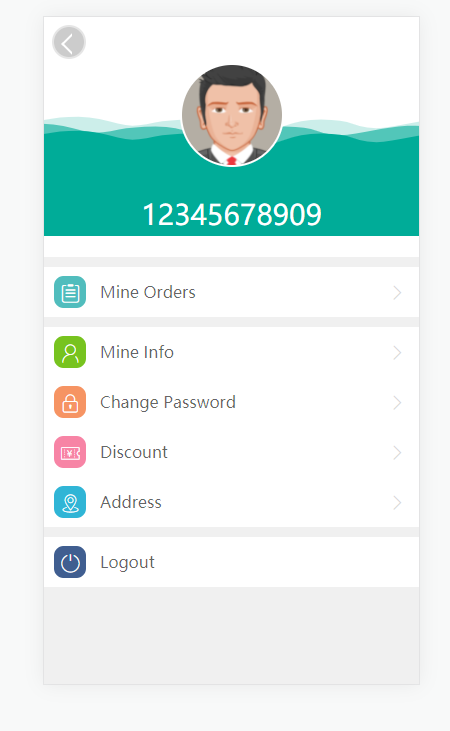 12345678909
Mine Orders
Mine Info
Change Password
Discount
Address
Logout